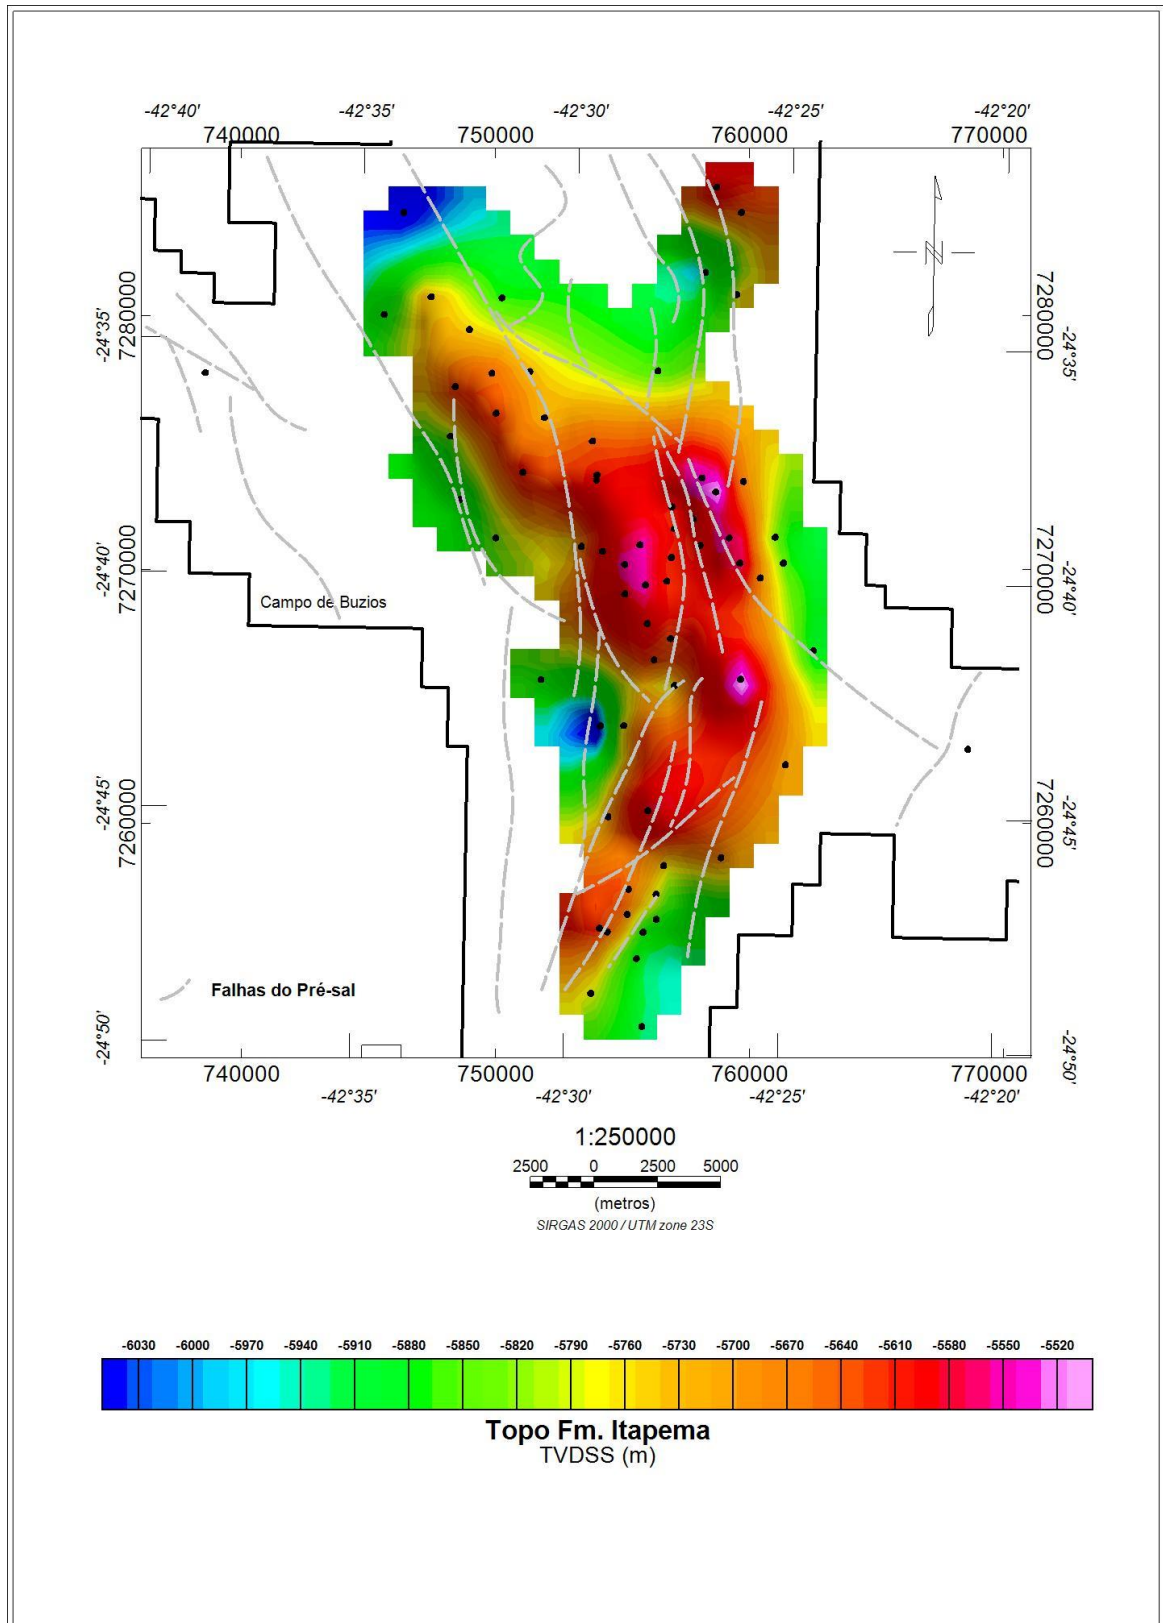 -42°40' -42°35' -42°30' -42°25' -42°20'
740000 750000 760000 770000
N
-24°35' 7280000 7280000 -24°35'
-24°40' 7270000 7270000 -24°40'
Campo de Buzios
-24°45' 7260000 7260000 -24°45'
Falhas do Pré-sal
-24°50' -24°50'
740000 750000 760000 770000
-42°35' -42°30' -42°25' -42°20'
1:250000
2500 0 2500 5000
(metros)
SIRGAS 2000 / UTM zone 23S
-6030 -6000 -5970 -5940 -5910 -5880 -5850 -5820 -5790 -5760 -5730 -5700 -5670 -5640 -5610 -5580 -5550 -5520
Topo Fm. Itapema
TVDSS (m)